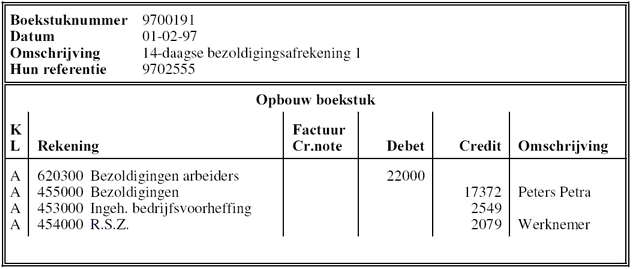 Boekstuknummer 9700191
Datum 01-02-97
Omschrijving 14-daagse bezoldigingsafrekening 1
Hun referentie 9702555
Opbouw boekstuk
K Factuur
L Rekening Cr.note Debet Credit Omschrijving
A 620300 Bezoldigingen arbeiders 22000
A 455000 Bezoldigingen 17372 Peters Petra
A 453000 Ingeh. bedrijfsvoorheffing 2549
A 454000 R.S.Z. 2079 Werknemer